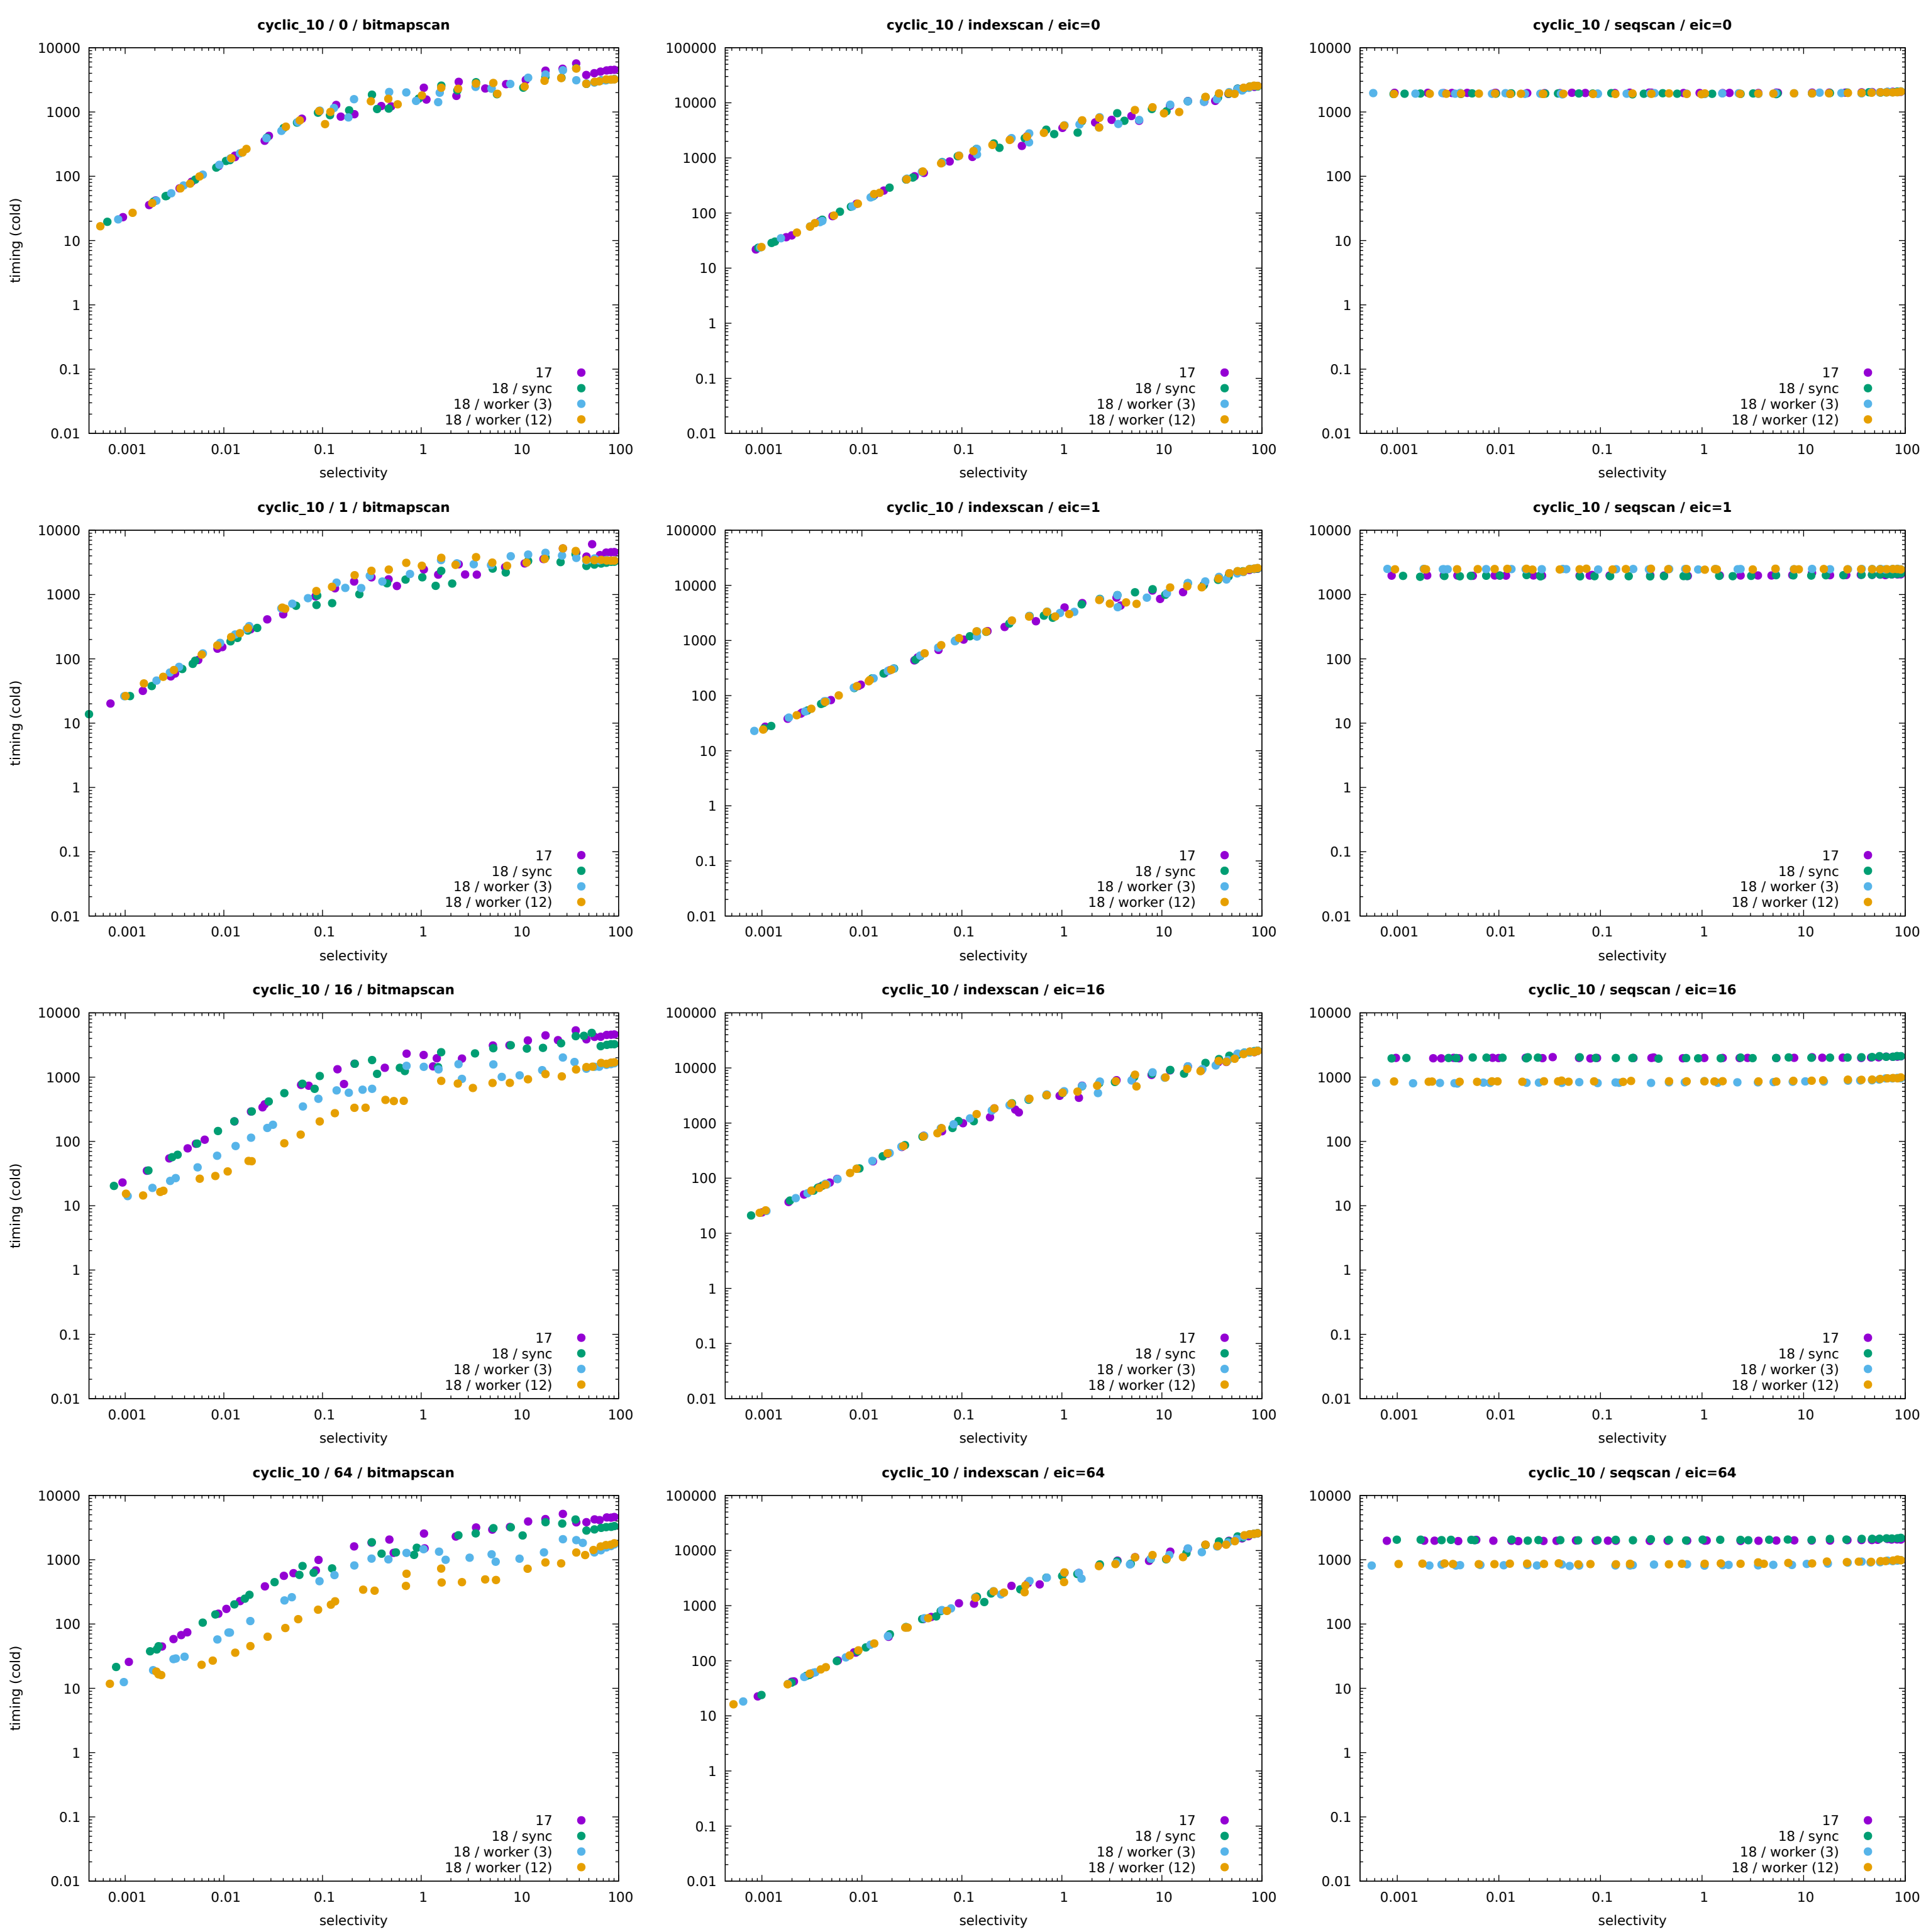 cyclic_10 / 0 / bitmapscan
10000
1000
100
10
1
0.1
0.01
timing (cold)
17
18 / sync
18 / worker (3)
18 / worker (12)
0.001 0.01 0.1 1 10 100
selectivity
cyclic_10 / indexscan / eic=0
100000
10000
1000
100
10
1
0.1
0.01
17
18 / sync
18 / worker (3)
18 / worker (12)
0.001 0.01 0.1 1 10 100
selectivity
cyclic_10 / seqscan / eic=0
10000
1000
100
10
1
0.1
0.01
17
18 / sync
18 / worker (3)
18 / worker (12)
0.001 0.01 0.1 1 10 100
selectivity
cyclic_10 / 1 / bitmapscan
10000
1000
100
10
1
0.1
0.01
timing (cold)
17
18 / sync
18 / worker (3)
18 / worker (12)
0.001 0.01 0.1 1 10 100
selectivity
cyclic_10 / indexscan / eic=1
100000
10000
1000
100
10
1
0.1
0.01
17
18 / sync
18 / worker (3)
18 / worker (12)
0.001 0.01 0.1 1 10 100
selectivity
cyclic_10 / seqscan / eic=1
10000
1000
100
10
1
0.1
0.01
17
18 / sync
18 / worker (3)
18 / worker (12)
0.001 0.01 0.1 1 10 100
selectivity
cyclic_10 / 16 / bitmapscan
10000
1000
100
10
1
0.1
0.01
timing (cold)
17
18 / sync
18 / worker (3)
18 / worker (12)
0.001 0.01 0.1 1 10 100
selectivity
cyclic_10 / indexscan / eic=16
100000
10000
1000
100
10
1
0.1
0.01
17
18 / sync
18 / worker (3)
18 / worker (12)
0.001 0.01 0.1 1 10 100
selectivity
cyclic_10 / seqscan / eic=16
10000
1000
100
10
1
0.1
0.01
17
18 / sync
18 / worker (3)
18 / worker (12)
0.001 0.01 0.1 1 10 100
selectivity
cyclic_10 / 64 / bitmapscan
10000
1000
100
10
1
0.1
0.01
timing (cold)
17
18 / sync
18 / worker (3)
18 / worker (12)
0.001 0.01 0.1 1 10 100
selectivity
cyclic_10 / indexscan / eic=64
100000
10000
1000
100
10
1
0.1
0.01
17
18 / sync
18 / worker (3)
18 / worker (12)
0.001 0.01 0.1 1 10 100
selectivity
cyclic_10 / seqscan / eic=64
10000
1000
100
10
1
0.1
0.01
17
18 / sync
18 / worker (3)
18 / worker (12)
0.001 0.01 0.1 1 10 100
selectivity